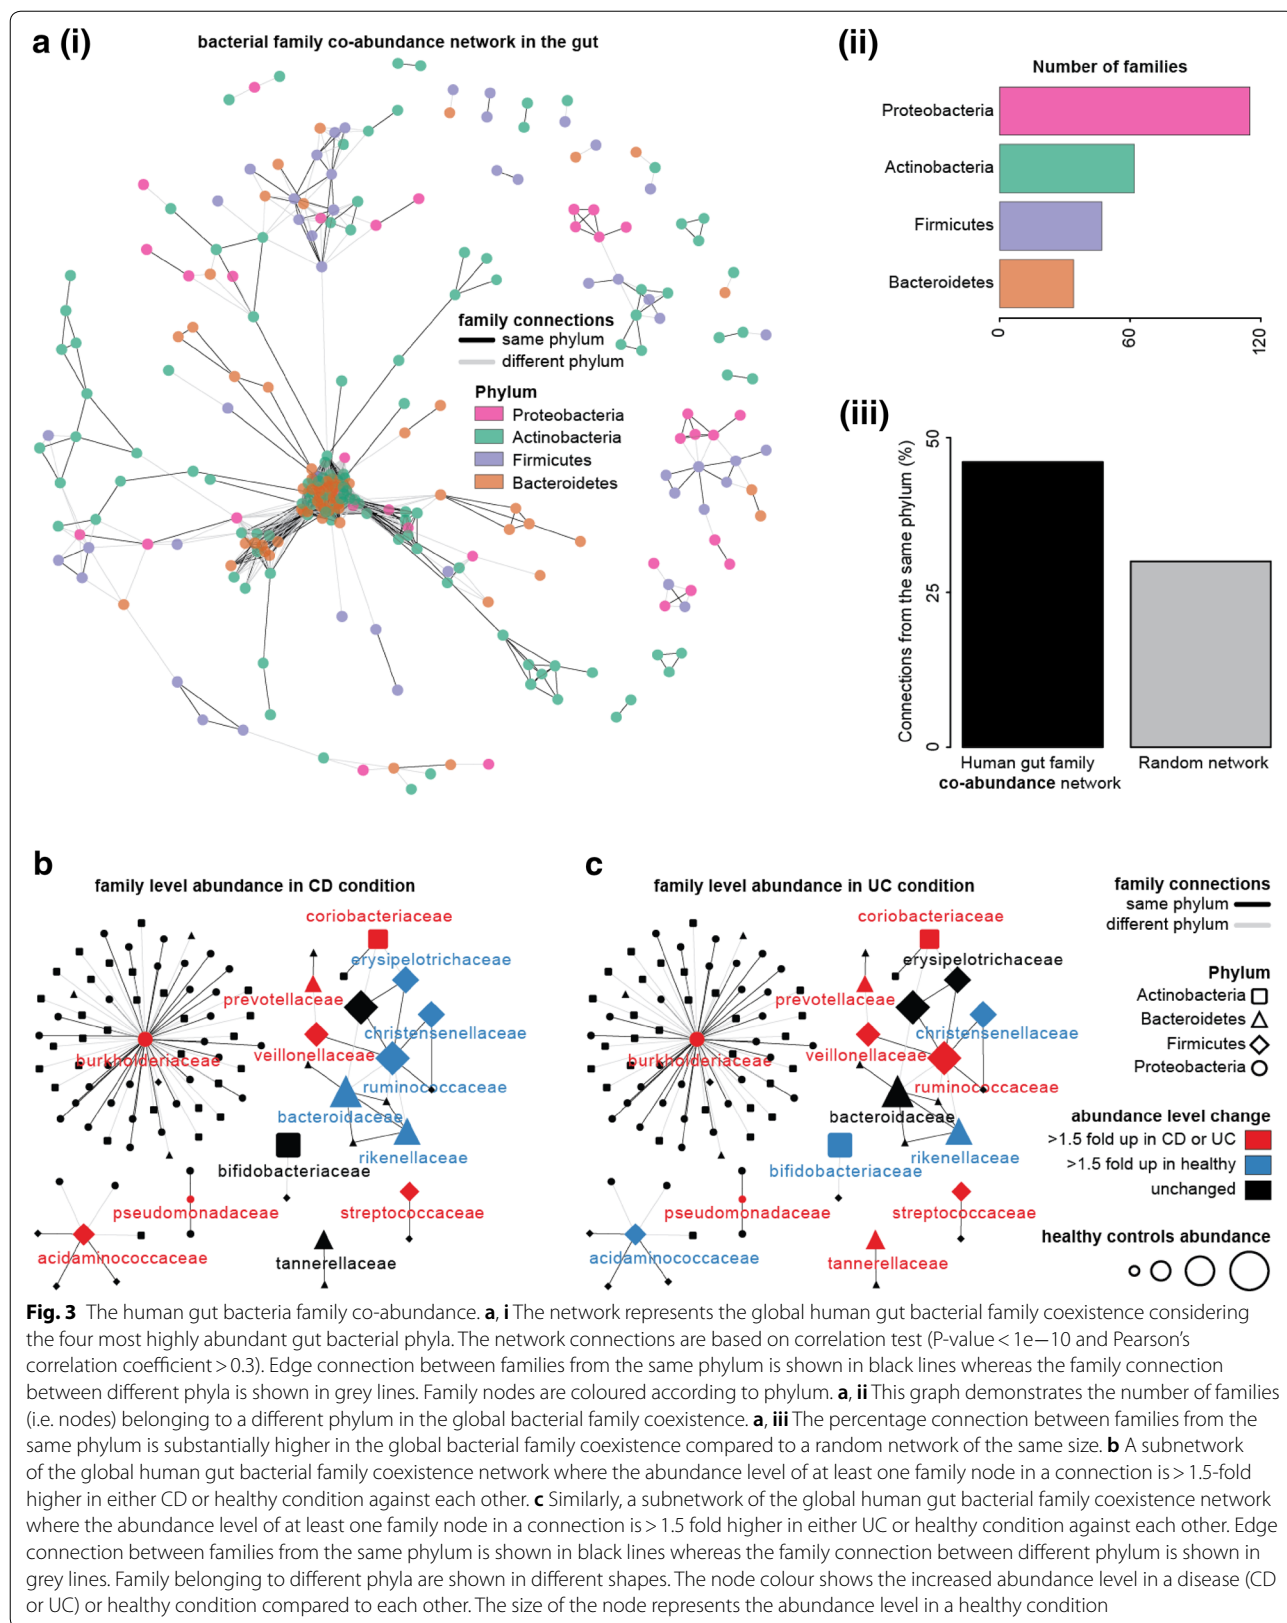 a (i)
bacterial family co-abundance network in the gut
family connections
same phylum
different phylum
Phylum
Proteobacteria
Actinobacteria
Firmicutes
Bacteroidetes
(ii)
Number of families
Proteobacteria
Actinobacteria
Firmicutes
Bacteroidetes
0
60
120
(iii)
Connections from the same phylum (%)
50
25
0
Human gut family
co-abundance network
Random network
b
family level abundance in CD condition
coriobacteriaceae
erysipelotrichaceae
prevotellaceae
christensenellaceae
veillonellaceae
burkholderiaceae
ruminococcaceae
bacteroidaceae
rikenellaceae
bifidobacteriaceae
pseudomonadaceae
streptococcaceae
acidaminococcaceae
tannerellaceae
c
family level abundance in UC condition
coriobacteriaceae
erysipelotrichaceae
prevotellaceae
christensenellaceae
veillonellaceae
burkholderiaceae
ruminococcaceae
bacteroidaceae
rikenellaceae
bifidobacteriaceae
pseudomonadaceae
streptococcaceae
acidaminococcaceae
tannerellaceae
family connections
same phylum
different phylum
Phylum
Actinobacteria
Bacteroidetes
Firmicutes
Proteobacteria
abundance level change
>1.5 fold up in CD or UC
>1.5 fold up in healthy
unchanged
healthy controls abundance
Fig. 3 The human gut bacteria family co-abundance. a, i The network represents the global human gut bacterial family coexistence considering
the four most highly abundant gut bacterial phyla. The network connections are based on correlation test (P-value < 1e−10 and Pearson's
correlation coefficient > 0.3). Edge connection between families from the same phylum is shown in black lines whereas the family connection
between different phyla is shown in grey lines. Family nodes are coloured according to phylum. a, ii This graph demonstrates the number of families
(i.e. nodes) belonging to a different phylum in the global bacterial family coexistence. a, iii The percentage connection between families from the
same phylum is substantially higher in the global bacterial family coexistence compared to a random network of the same size. b A subnetwork
of the global human gut bacterial family coexistence network where the abundance level of at least one family node in a connection is > 1.5-fold
higher in either CD or healthy condition against each other. c Similarly, a subnetwork of the global human gut bacterial family coexistence network
where the abundance level of at least one family node in a connection is > 1.5 fold higher in either UC or healthy condition against each other. Edge
connection between families from the same phylum is shown in black lines whereas the family connection between different phylum is shown in
grey lines. Family belonging to different phyla are shown in different shapes. The node colour shows the increased abundance level in a disease (CD
or UC) or healthy condition compared to each other. The size of the node represents the abundance level in a healthy condition